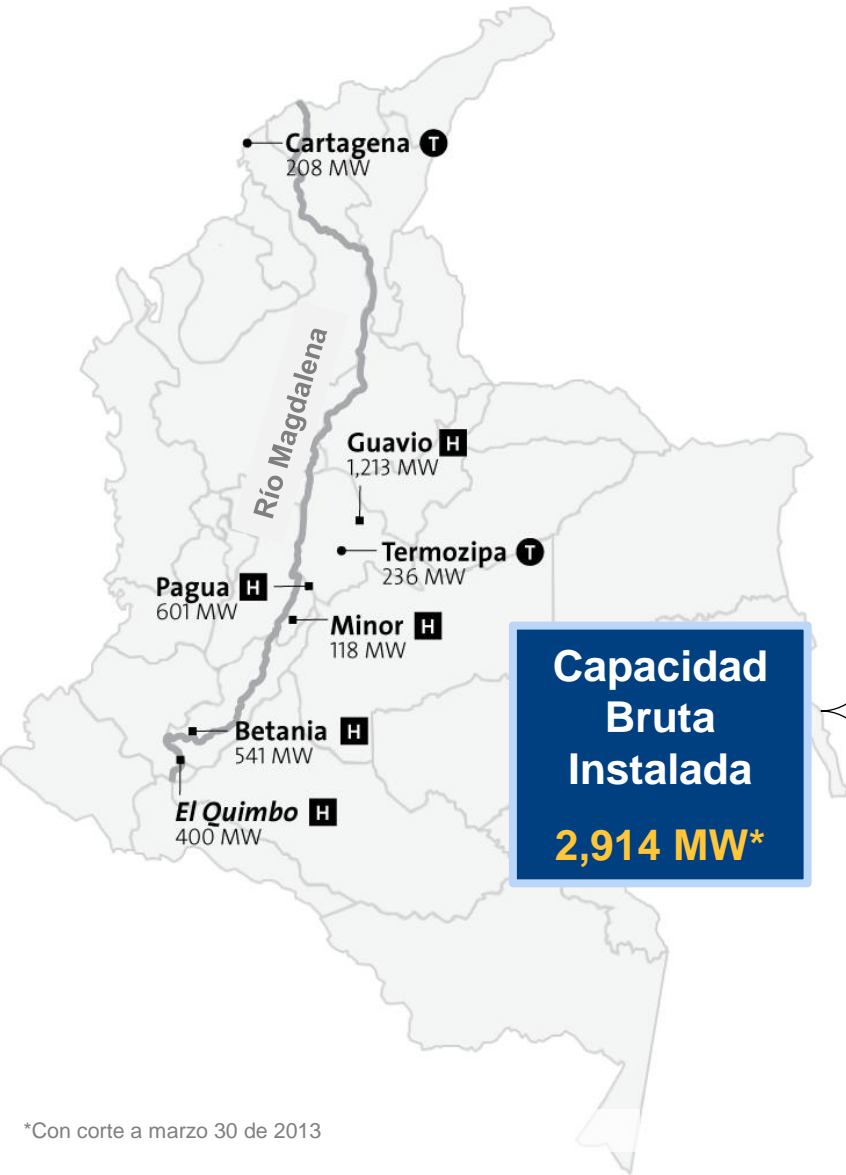 Cartagena T
208 MW
Río Magdalena
Guavio H
1,213 MW
Termozipa T
236 MW
Pagua H
601 MW
Minor H
118 MW
Capacidad
Bruta
Instalada
2,914 MW*
Betania H
541 MW
El Quimbo H
400 MW
*Con corte a marzo 30 de 2013